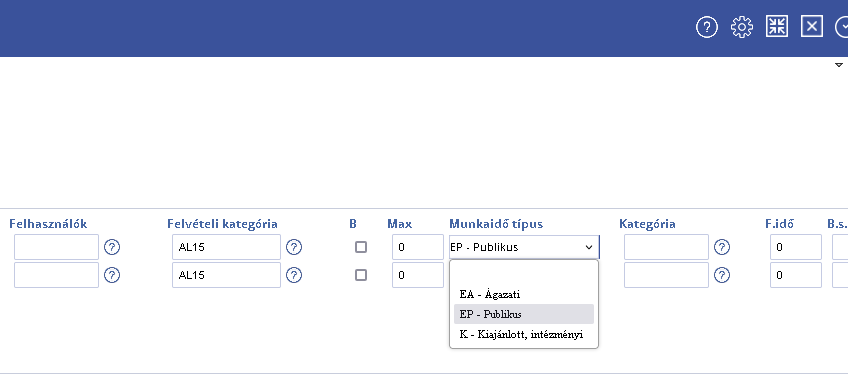 Felhasználók Felvételi kategória B Max Munkaidő típus Kategória F.idő B.s.
AL15 0 EP - Publikus 0
AL15 0 0
EA - Ágazati
EP - Publikus
K - Kiajánlott, intézményi